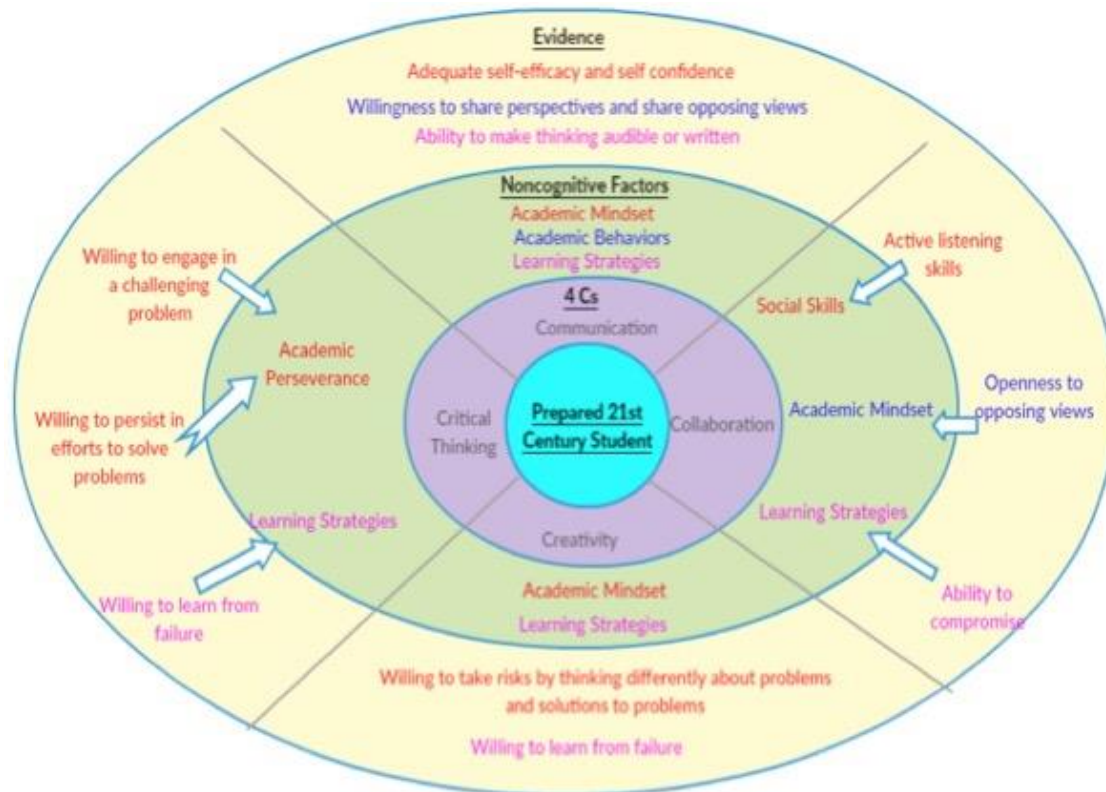 Evidence
Adequate self-efficacy and self confidence
Willingness to share perspectives and share opposing views
Ability to make thinking audible or written
Noncognitive Factors
Academic Mindset
Academic Behaviors
Learning Strategies
4 Cs
Communication
Willing to engage in
a challenging
problem
Academic
Perseverance
Willing to persist in
efforts to solve
problems
Learning Strategies
Willing to learn from
failure
Critical
Thinking
Prepared 21st
Century Student
Collaboration
Active listening
skills
Social Skills
Openness to
opposing views
Academic Mindset
Learning Strategies
Ability to
compromise
Creativity
Academic Mindset
Learning Strategies
Willing to take risks by thinking differently about problems
and solutions to problems
Willing to learn from failure